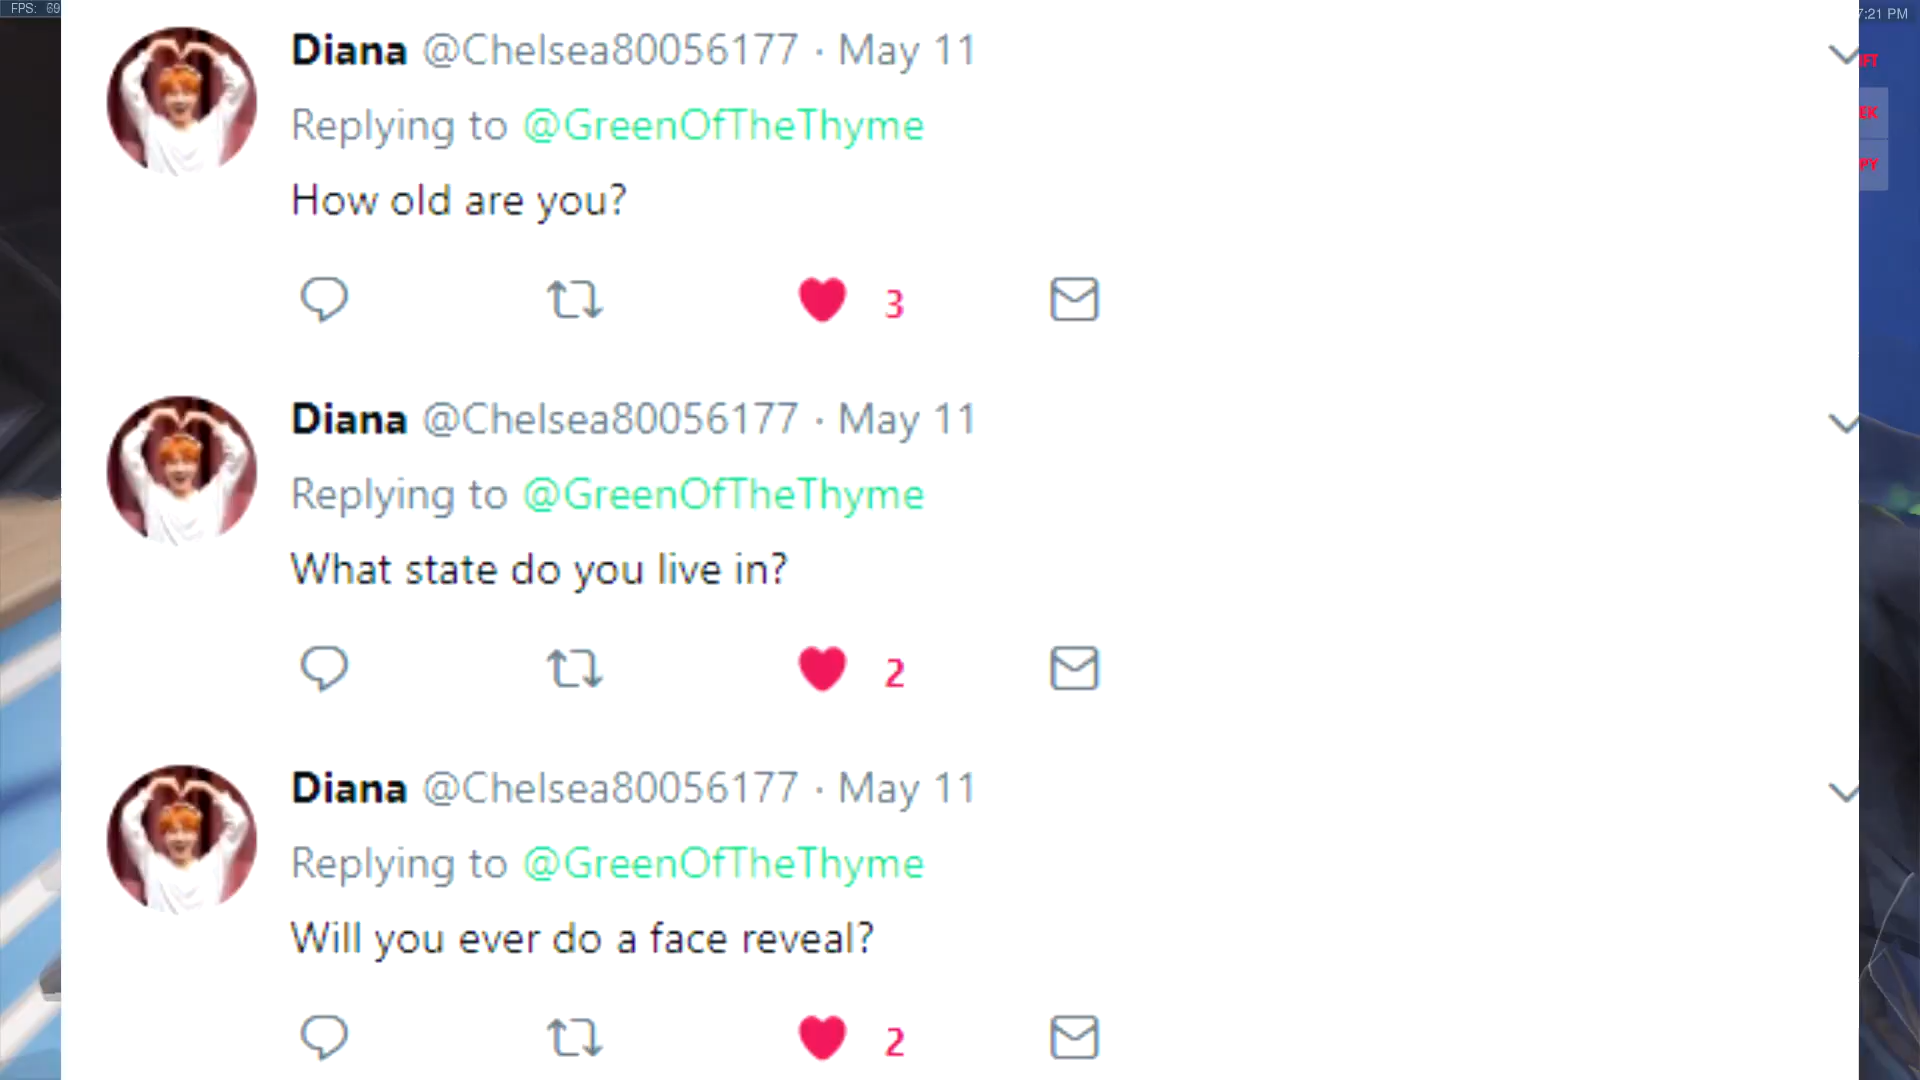 FPS: 69
7:21 PM
Diana @Chelsea80056177 · May 11
Replying to @GreenOfTheThyme
How old are you?
3
Diana @Chelsea80056177 · May 11
Replying to @GreenOfTheThyme
What state do you live in?
2
Diana @Chelsea80056177 · May 11
Replying to @GreenOfTheThyme
Will you ever do a face reveal?
2